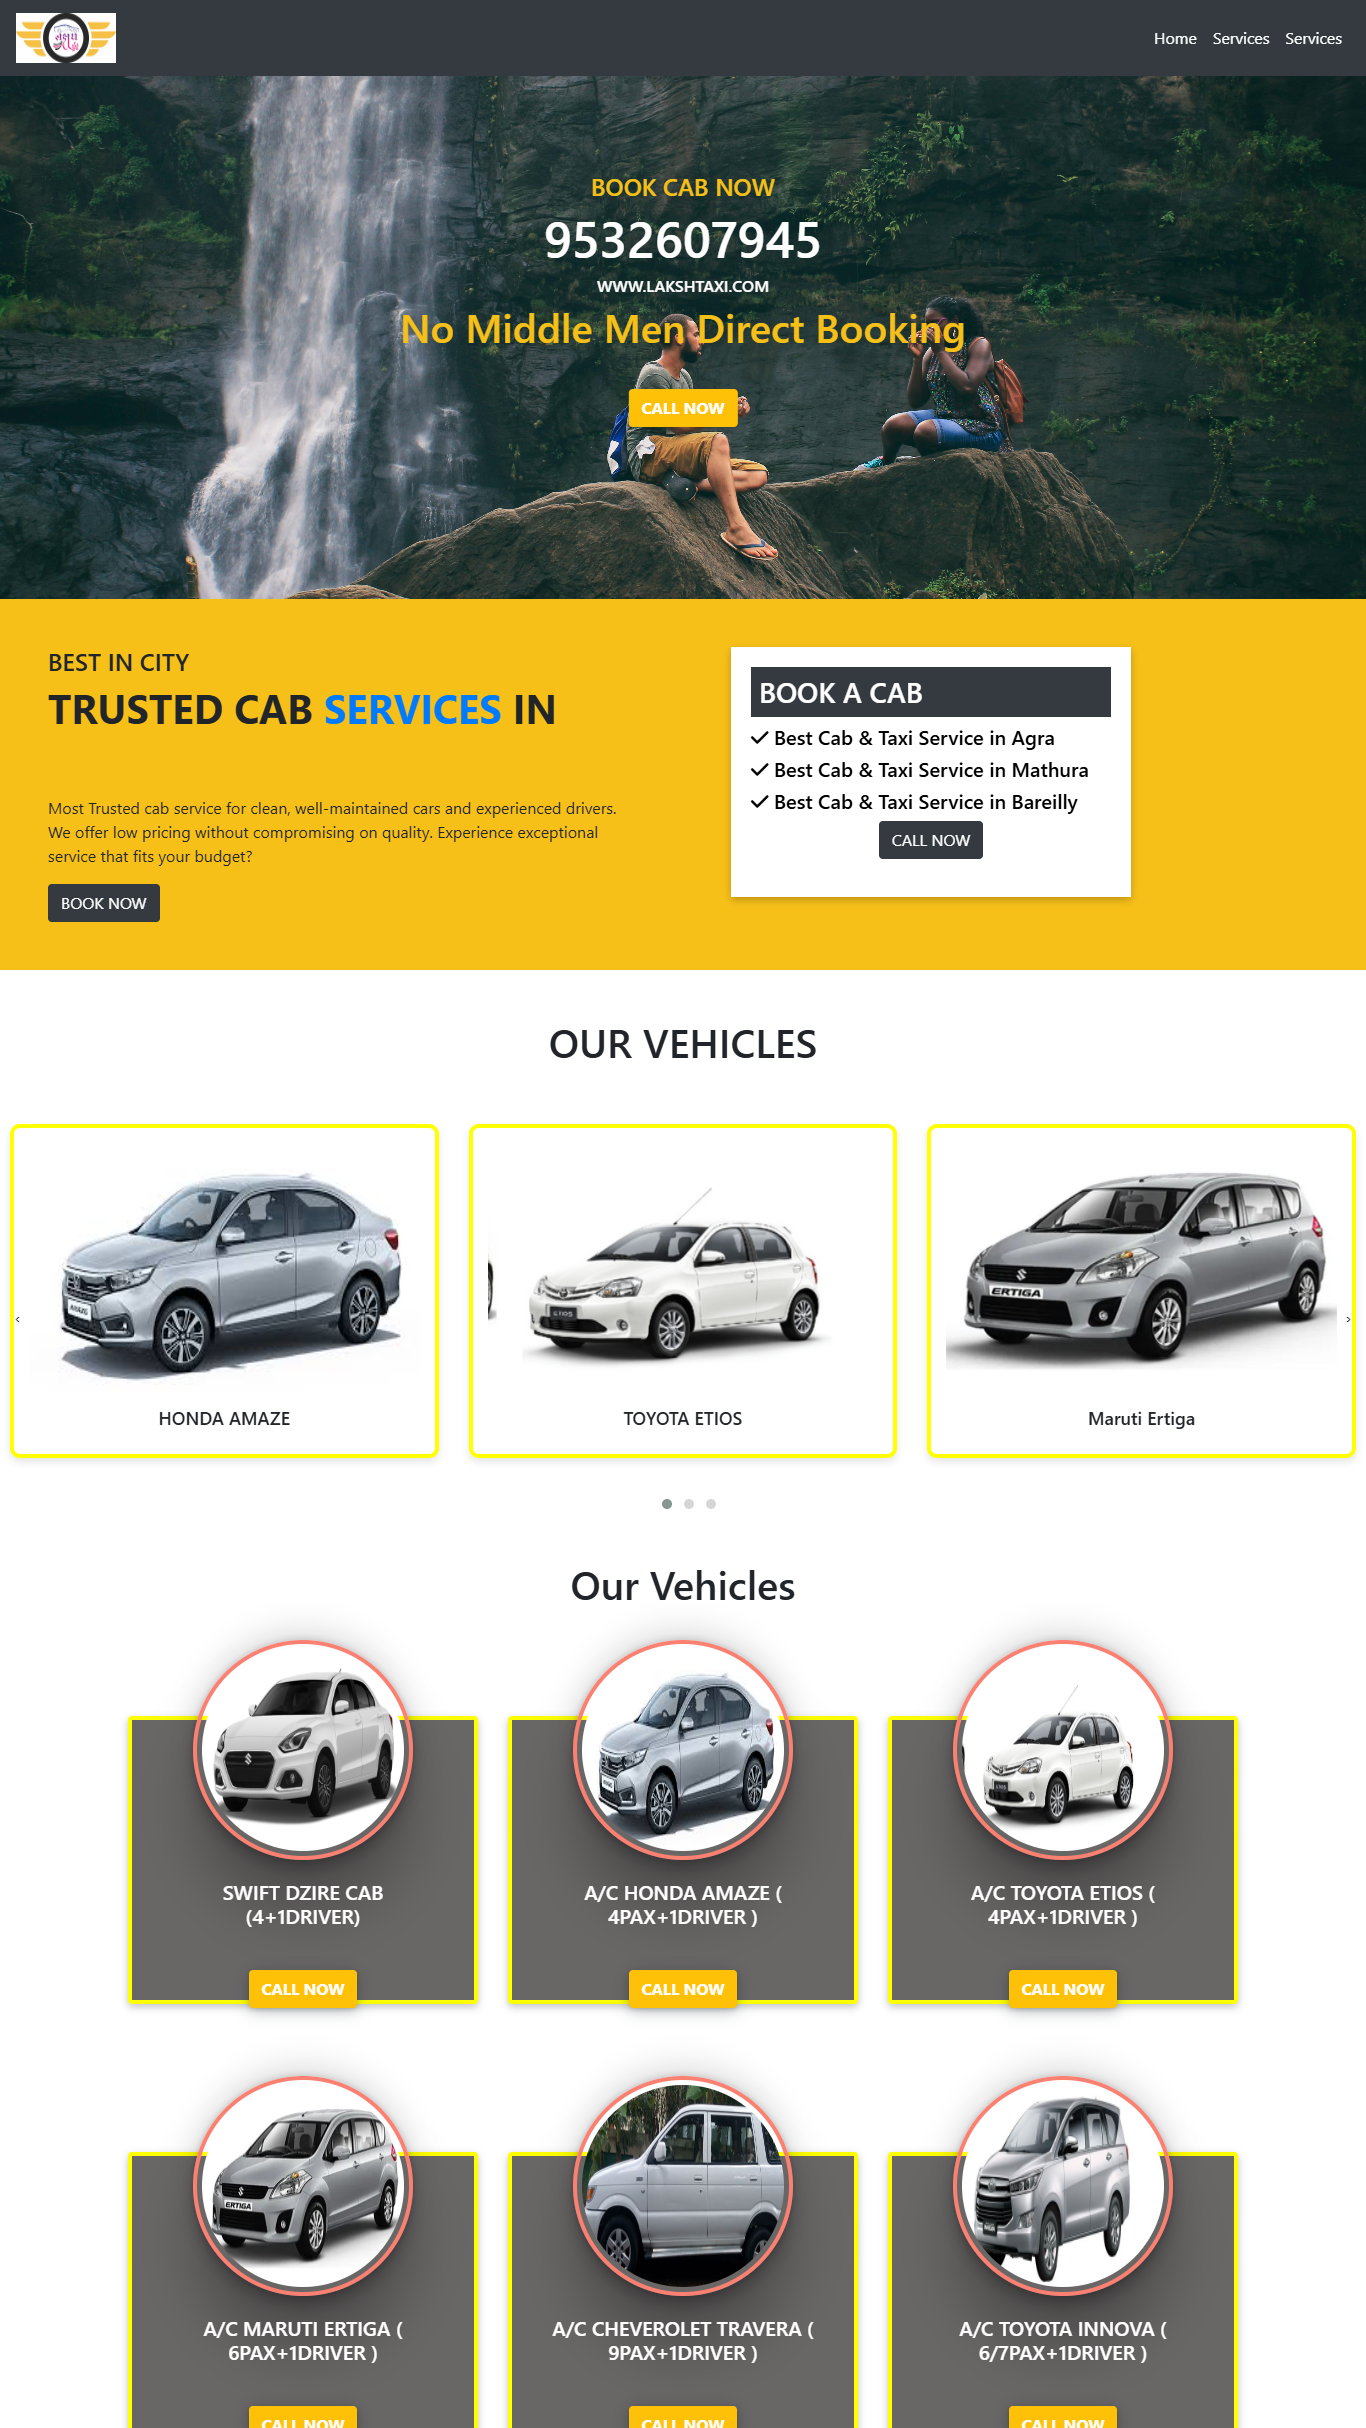 Home Services Services
BOOK CAB NOW
9532607945
WWW.LAKSHTAXI.COM
No Middle Men Direct Booking
CALL NOW
BEST IN CITY
TRUSTED CAB SERVICES IN
Most Trusted cab service for clean, well-maintained cars and experienced drivers.
We offer low pricing without compromising on quality. Experience exceptional
service that fits your budget?
BOOK NOW
BOOK A CAB
Best Cab & Taxi Service in Agra
Best Cab & Taxi Service in Mathura
Best Cab & Taxi Service in Bareilly
CALL NOW
OUR VEHICLES
‹
›
AMAZE
ETIOS
ERTIGA
HONDA AMAZE
TOYOTA ETIOS
Maruti Ertiga
Our Vehicles
SWIFT DZIRE CAB
(4+1DRIVER)
CALL NOW
A/C HONDA AMAZE (
4PAX+1DRIVER )
CALL NOW
A/C TOYOTA ETIOS (
4PAX+1DRIVER )
CALL NOW
ERTIGA
A/C MARUTI ERTIGA (
6PAX+1DRIVER )
CALL NOW
A/C CHEVEROLET TRAVERA (
9PAX+1DRIVER )
CALL NOW
A/C TOYOTA INNOVA (
6/7PAX+1DRIVER )
CALL NOW